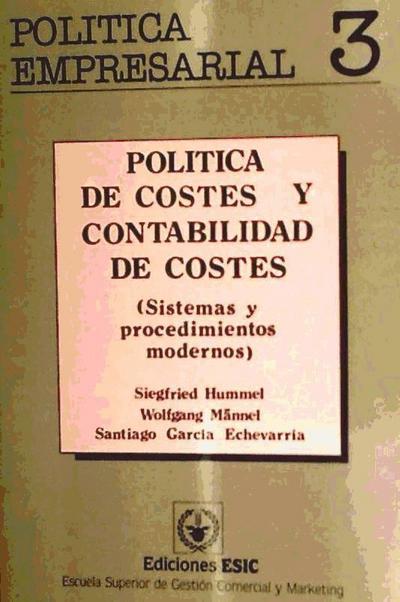 POLITICA
EMPRESARIAL 3
POLITICA
DE COSTES Y
CONTABILIDAD
DE COSTES
(Sistemas y
procedimientos
modernos)
Siegfried Hummel
Wolfgang Männel
Santiago García Echevarría
Ediciones ESIC
Escuela Superior de Gestión Comercial y Marketing